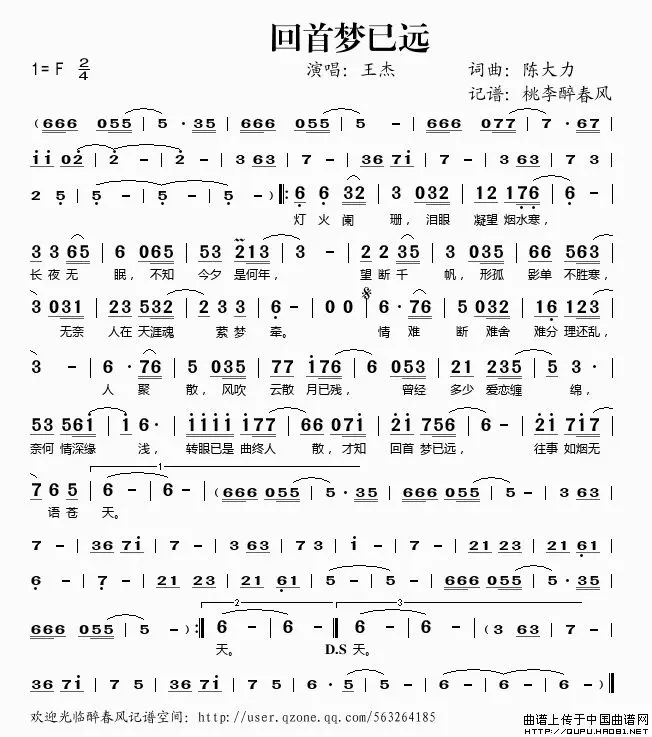 回首梦已远
1=F 2/4 演唱：王杰 词曲：陈大力
记谱：桃李醉春风
(666 055 | 5 · 35 | 666 055 | 5 - | 666 077 | 7 · 67 |
ii 02 | 2 - | 2 - | 3 63 | 7 - | 36 7i | 7 - | 3 63 | 7 3 |
2 5 | 5 - | 5 - | 5 - ) ‖: 6 6 32 | 3 032 | 12 176 | 6 - |
灯 火 阑 珊，泪眼 凝望 烟水寒，
3 3 65 | 6 065 | 53 213 | 3 - | 2 2 35 | 3 035 | 66 563 |
长 夜 无 眠，不知 今夕 是何年， 望 断 千 帆，形孤 影单 不胜寒，
3 031 | 23 532 | 2 33 | 6 - | 00 | 6 · 76 | 5 032 | 16 123 |
无奈 人在 天涯魂 萦 梦 牵。 情 难 断 难舍 难分 理还乱，
3 - | 6 · 76 | 5 035 | 77 i76 | 6 053 | 21 235 | 5 3 · |
人 聚 散，风吹 云散 月已残， 曾经 多少 爱恋缠 绵，
53 56i | i 6 · | iiii i77 | 66 07i | 2i 756 | 6 - | 2i 7i7 |
奈何 情深缘 浅， 转眼已是 曲终人 散，才知 回首 梦已远， 往事 如烟无
1
7 6 5 | 6 - | 6 - | (666 055 | 5 · 35 | 666 055 | 5 - | 3 63 |
语 苍 天。
7 - | 36 7i | 7 - | 3 63 | 7 3 | i - | 7 - | 21 23 | 21 61 |
6 - | 7 - | 21 23 | 21 61 | 5 - | 5 - | 666 055 | 5 · 35 |
2 3
666 055 | 5 - ) :‖ 6 - | 6 - ‖ 6 - | 6 - | (3 63 | 7 - |
天。 D.S 天。
36 7i | 7 - | 3 63 | 7 3 | 2 5 | 5 - | 5 - | 5 - | 5 - ) ‖
欢迎光临醉春风记谱空间：http://user.qzone.qq.com/563264185
曲谱上传于中国曲谱网
HTTP://QUPU.HAO81.NET